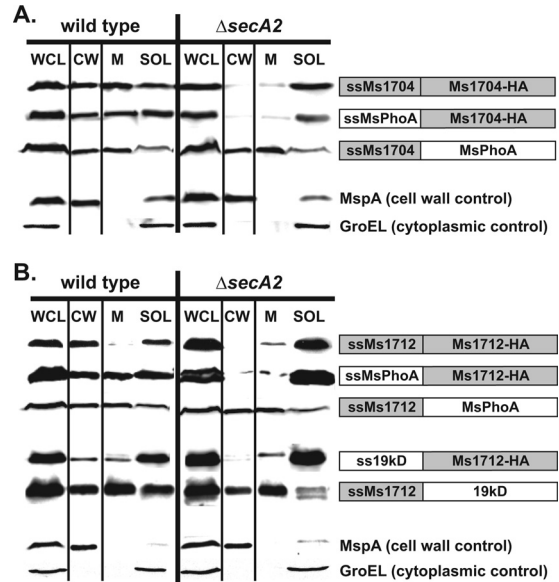 A.
wild type ΔsecA2
WCL CW M SOL WCL CW M SOL
ssMs1704 Ms1704-HA
ssMsPhoA Ms1704-HA
ssMs1704 MsPhoA
MspA (cell wall control)
GroEL (cytoplasmic control)
B.
wild type ΔsecA2
WCL CW M SOL WCL CW M SOL
ssMs1712 Ms1712-HA
ssMsPhoA Ms1712-HA
ssMs1712 MsPhoA
ss19kD Ms1712-HA
ssMs1712 19kD
MspA (cell wall control)
GroEL (cytoplasmic control)